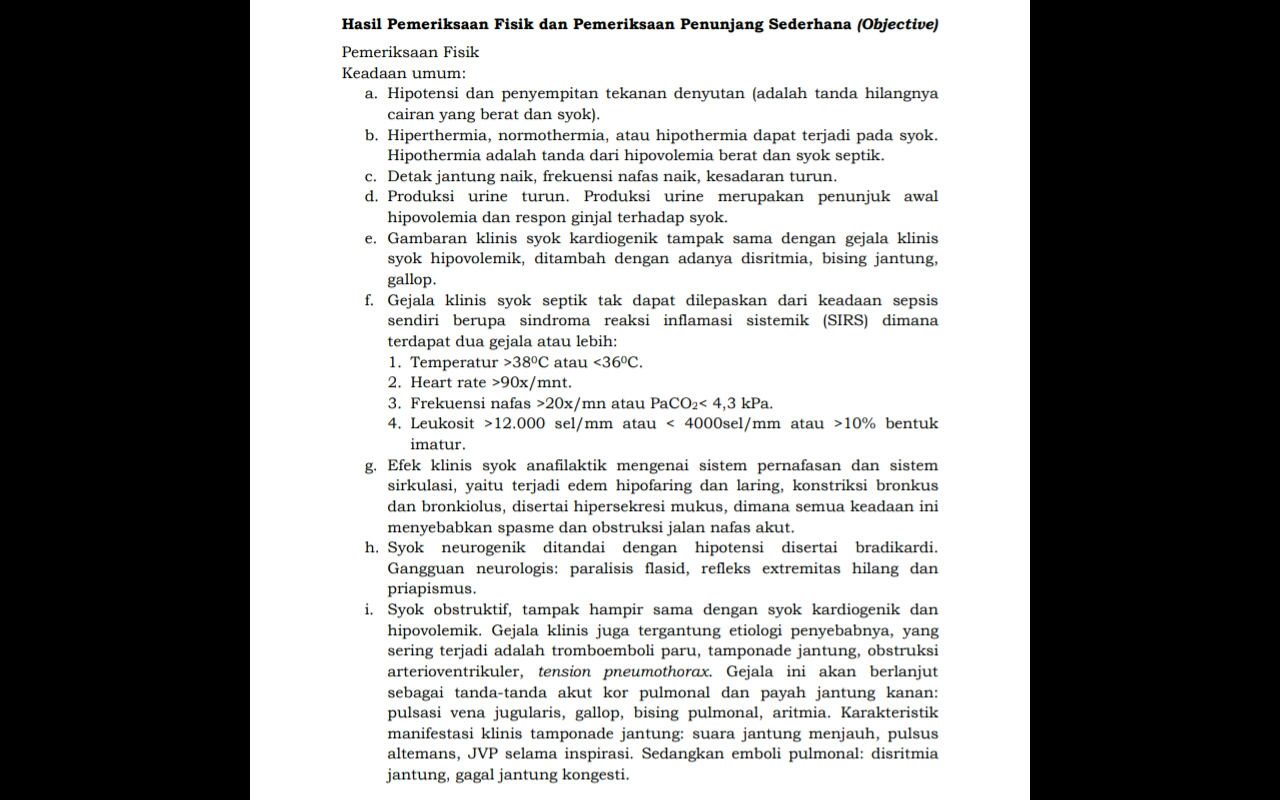 Hasil Pemeriksaan Fisik dan Pemeriksaan Penunjang Sederhana (Objective)
Pemeriksaan Fisik
Keadaan umum:
a. Hipotensi dan penyempitan tekanan denyutan (adalah tanda hilangnya
cairan yang berat dan syok).
b. Hiperthermia, normothermia, atau hipothermia dapat terjadi pada syok.
Hipothermia adalah tanda dari hipovolemia berat dan syok septik.
c. Detak jantung naik, frekuensi nafas naik, kesadaran turun.
d. Produksi urine turun. Produksi urine merupakan penunjuk awal
hipovolemia dan respon ginjal terhadap syok.
e. Gambaran klinis syok kardiogenik tampak sama dengan gejala klinis
syok hipovolemik, ditambah dengan adanya disritmia, bising jantung,
gallop.
f. Gejala klinis syok septik tak dapat dilepaskan dari keadaan sepsis
sendiri berupa sindroma reaksi inflamasi sistemik (SIRS) dimana
terdapat dua gejala atau lebih:
1. Temperatur >38⁰C atau <36⁰C.
2. Heart rate >90x/mnt.
3. Frekuensi nafas >20x/mn atau PaCO₂< 4,3 kPa.
4. Leukosit >12.000 sel/mm atau < 4000sel/mm atau >10% bentuk
imatur.
g. Efek klinis syok anafilaktik mengenai sistem pernafasan dan sistem
sirkulasi, yaitu terjadi edem hipofaring dan laring, konstriksi bronkus
dan bronkiolus, disertai hipersekresi mukus, dimana semua keadaan ini
menyebabkan spasme dan obstruksi jalan nafas akut.
h. Syok neurogenik ditandai dengan hipotensi disertai bradikardi.
Gangguan neurologis: paralisis flasid, refleks extremitas hilang dan
priapismus.
i. Syok obstruktif, tampak hampir sama dengan syok kardiogenik dan
hipovolemik. Gejala klinis juga tergantung etiologi penyebabnya, yang
sering terjadi adalah tromboemboli paru, tamponade jantung, obstruksi
arterioventrikuler, tension pneumothorax. Gejala ini akan berlanjut
sebagai tanda-tanda akut kor pulmonal dan payah jantung kanan:
pulsasi vena jugularis, gallop, bising pulmonal, aritmia. Karakteristik
manifestasi klinis tamponade jantung: suara jantung menjauh, pulsus
altemans, JVP selama inspirasi. Sedangkan emboli pulmonal: disritmia
jantung, gagal jantung kongesti.